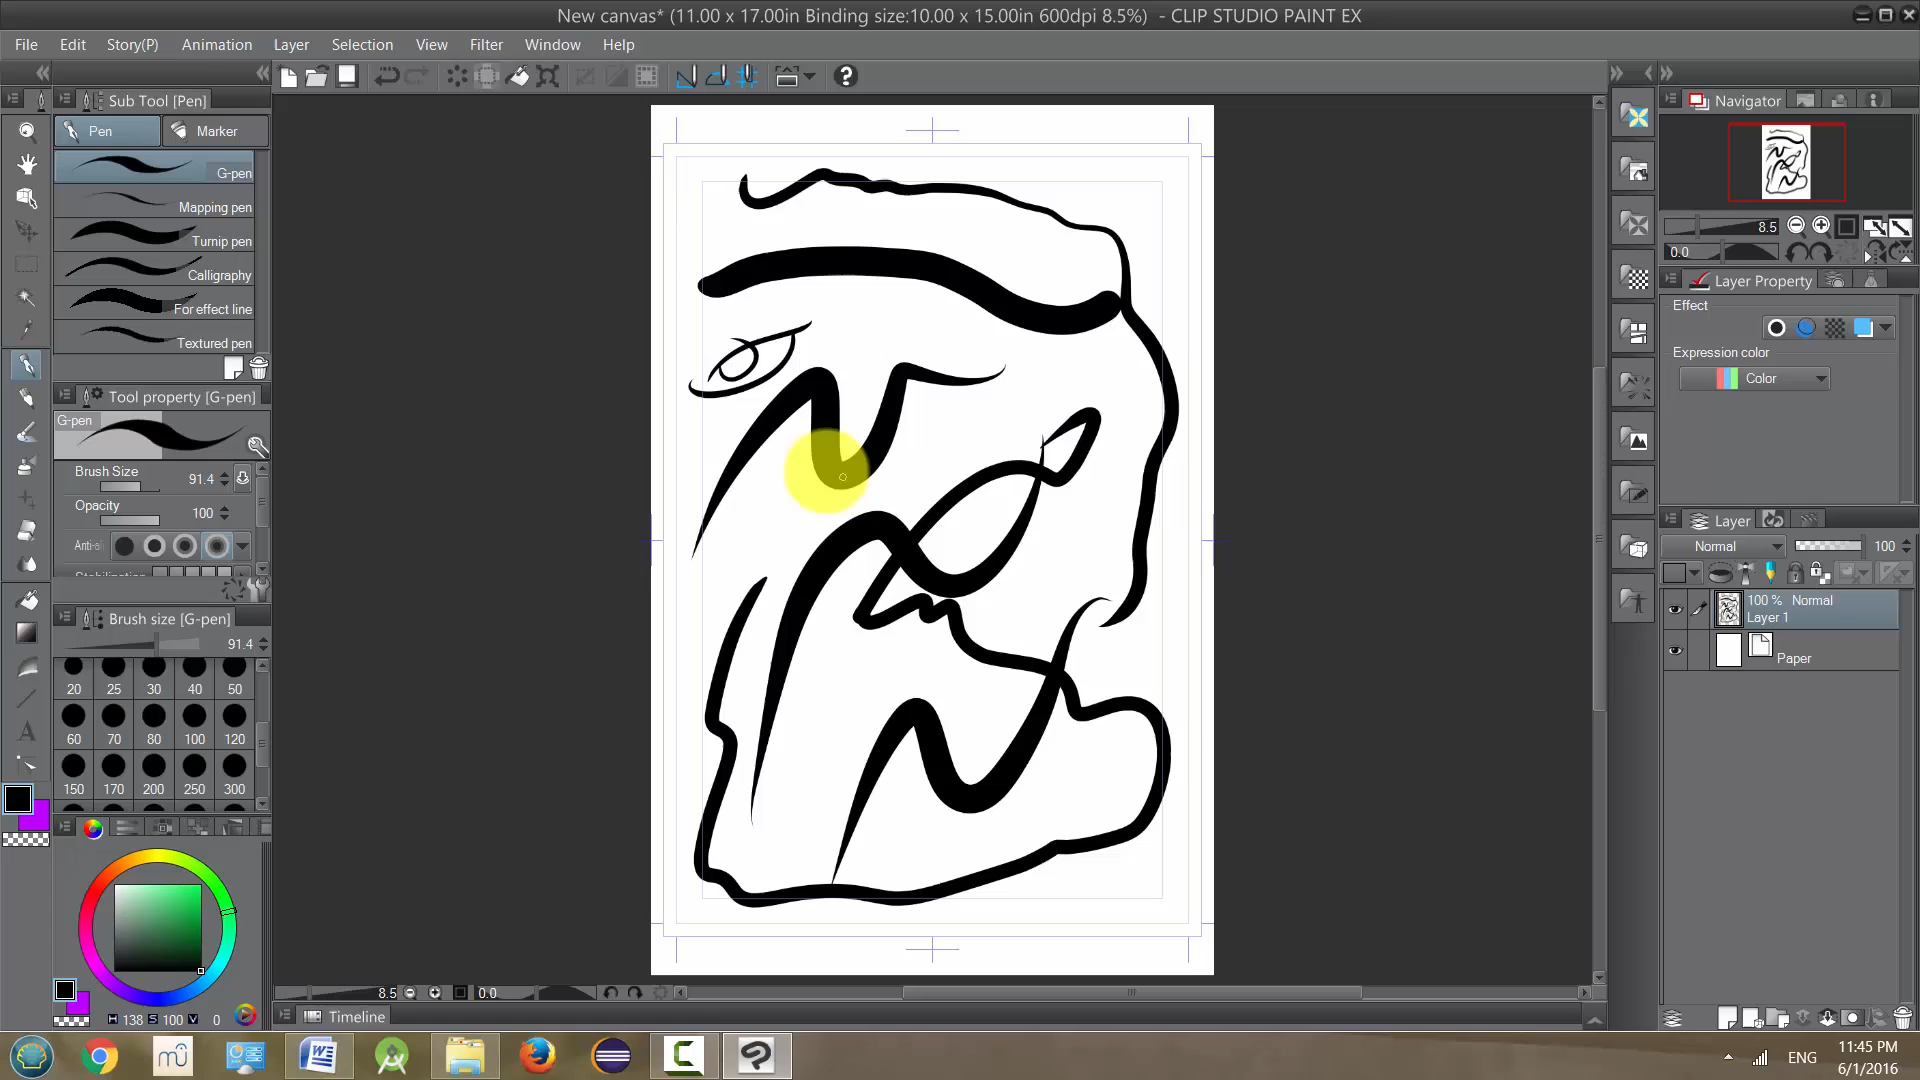 New canvas* (11.00 x 17.00in Binding size:10.00 x 15.00in 600dpi 8.5%) - CLIP STUDIO PAINT EX
File Edit Story(P) Animation Layer Selection View Filter Window Help
Sub Tool [Pen]
Pen Marker
G-pen
Mapping pen
Turnip pen
Calligraphy
For effect line
Textured pen
Tool property [G-pen]
G-pen
Brush Size 91.4
Opacity 100
Brush size [G-pen]
91.4
20 25 30 40 50
60 70 80 100 120
150 170 200 250 300
H 138 S 100 V 0
8.5 0.0
Timeline
Navigator
8.5
0.0
Layer Property
Effect
Expression color
Color
Layer
Normal 100
100 % Normal
Layer 1
Paper
ENG
11:45 PM
6/1/2016